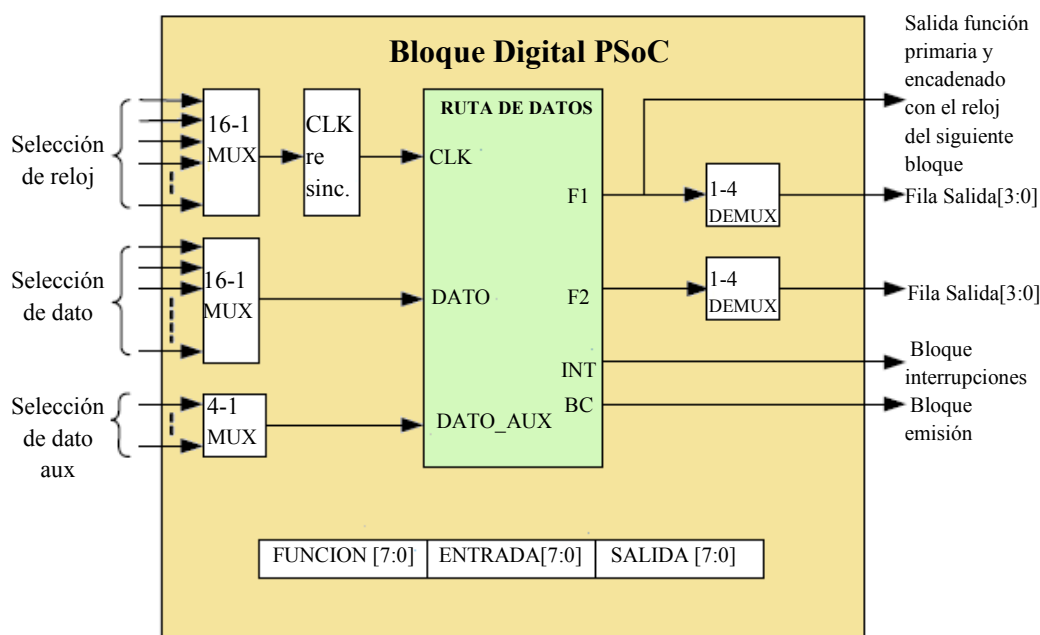 Bloque Digital PSoC
Selección
de reloj
16-1
MUX
CLK
re
sinc.
Selección
de dato
16-1
MUX
Selección
de dato
aux
4-1
MUX
RUTA DE DATOS
CLK
DATO
DATO_AUX
F1
F2
INT
BC
1-4
DEMUX
1-4
DEMUX
Salida función
primaria y
encadenado
con el reloj
del siguiente
bloque
Fila Salida[3:0]
Fila Salida[3:0]
Bloque
interrupciones
Bloque
emisión
FUNCION [7:0]
ENTRADA[7:0]
SALIDA [7:0]